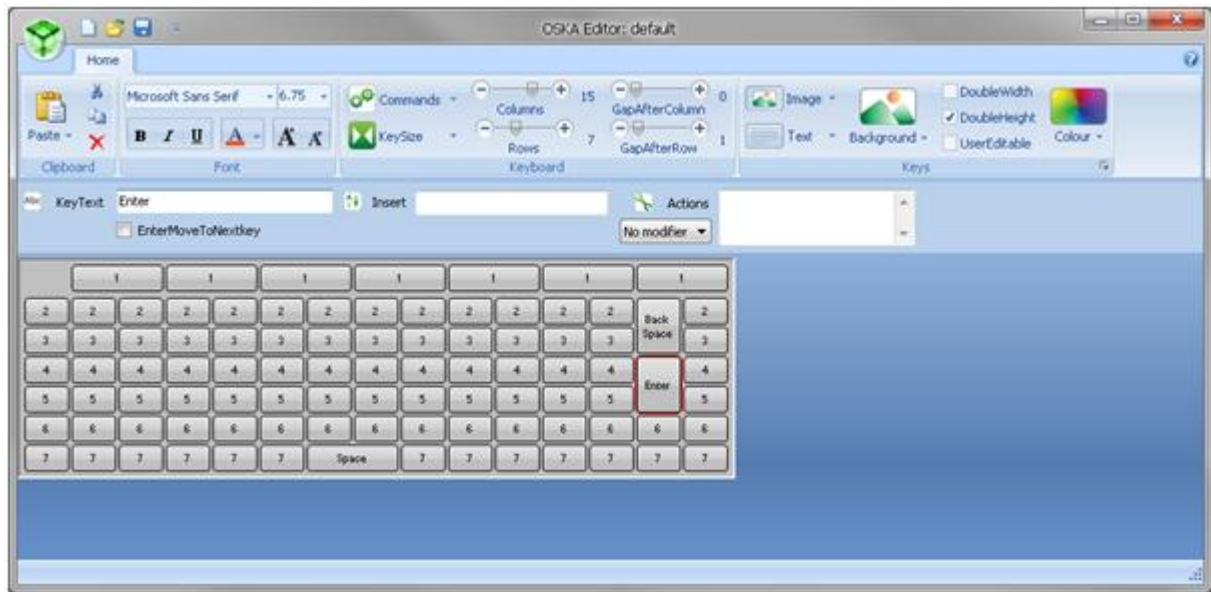 OSKA Editor: default
Home
Paste
Clipboard
Microsoft Sans Serif 6.75
B I U A A A
Font
Commands
KeySize
Columns 15
Rows 7
GapAfterColumn 0
GapAfterRow 1
Keyboard
Image
Text
Background
DoubleWidth
DoubleHeight
UserEditable
Colour
Keys
Abc KeyText Enter
EnterMoveToNextkey
Insert
Actions
No modifier
1 1 1 1 1 1 1
2 2 2 2 2 2 2 2 2 2 2 2 2 Back Space 2
3 3 3 3 3 3 3 3 3 3 3 3 3 3
4 4 4 4 4 4 4 4 4 4 4 4 4 Enter 4
5 5 5 5 5 5 5 5 5 5 5 5 5 5
6 6 6 6 6 6 6 6 6 6 6 6 6 6 6
7 7 7 7 7 7 Space 7 7 7 7 7 7 7